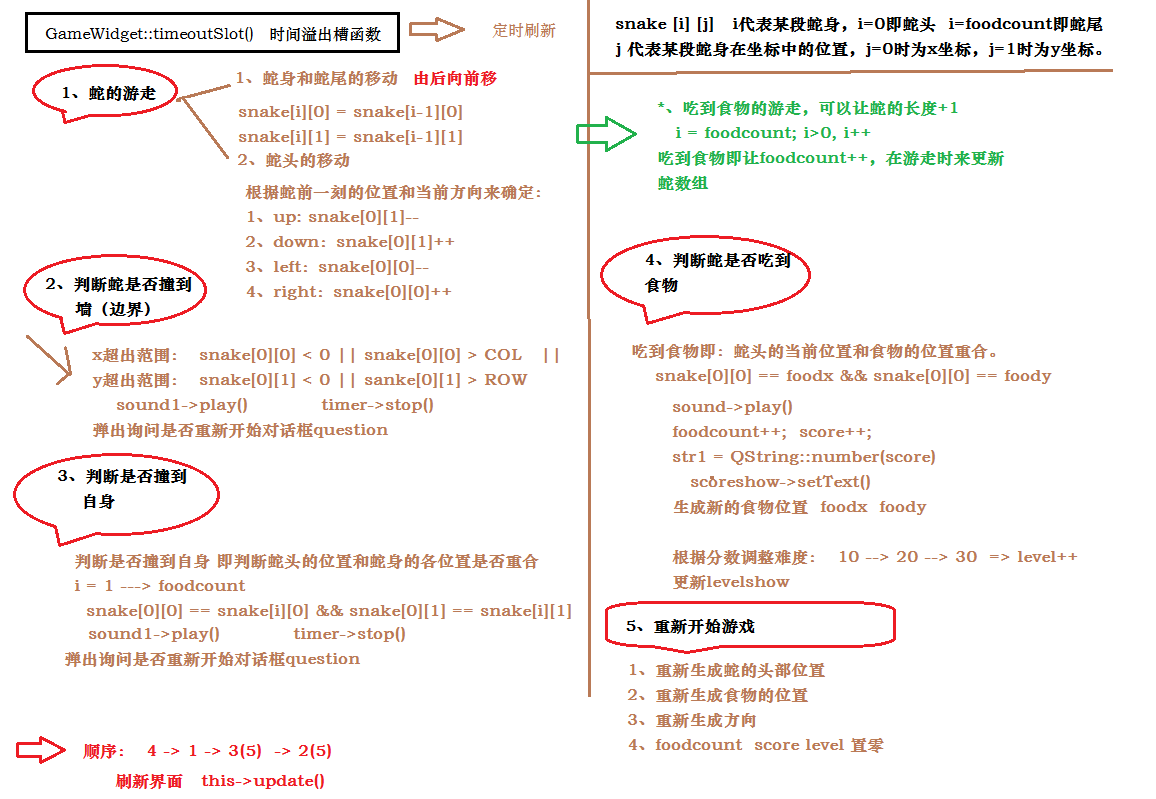 GameWidget::timeoutSlot() 时间溢出槽函数
定时刷新
1、蛇的游走
1、蛇身和蛇尾的移动 由后向前移
snake[i][0] = snake[i-1][0]
snake[i][1] = snake[i-1][1]
2、蛇头的移动
根据蛇前一刻的位置和当前方向来确定：
1、up: snake[0][1]--
2、down: snake[0][1]++
3、left: snake[0][0]--
4、right: snake[0][0]++
2、判断蛇是否撞到
墙（边界）
x超出范围： snake[0][0] < 0 || snake[0][0] > COL ||
y超出范围： snake[0][1] < 0 || sanke[0][1] > ROW
sound1->play() timer->stop()
弹出询问是否重新开始对话框question
3、判断是否撞到
自身
判断是否撞到自身 即判断蛇头的位置和蛇身的各位置是否重合
i = 1 ---> foodcount
snake[0][0] == snake[i][0] && snake[0][1] == snake[i][1]
sound1->play() timer->stop()
弹出询问是否重新开始对话框question
顺序： 4 -> 1 -> 3(5) -> 2(5)
刷新界面 this->update()
snake [i] [j] i代表某段蛇身，i=0即蛇头 i=foodcount即蛇尾
j 代表某段蛇身在坐标中的位置，j=0时为x坐标，j=1时为y坐标。
*、吃到食物的游走，可以让蛇的长度+1
i = foodcount; i>0, i++
吃到食物即让foodcount++，在游走时来更新
蛇数组
4、判断蛇是否吃到
食物
吃到食物即：蛇头的当前位置和食物的位置重合。
snake[0][0] == foodx && snake[0][0] == foody
sound->play()
foodcount++; score++;
str1 = QString::number(score)
scoreshow->setText()
生成新的食物位置 foodx foody
根据分数调整难度： 10 --> 20 --> 30 => level++
更新levelshow
5、重新开始游戏
1、重新生成蛇的头部位置
2、重新生成食物的位置
3、重新生成方向
4、foodcount score level 置零